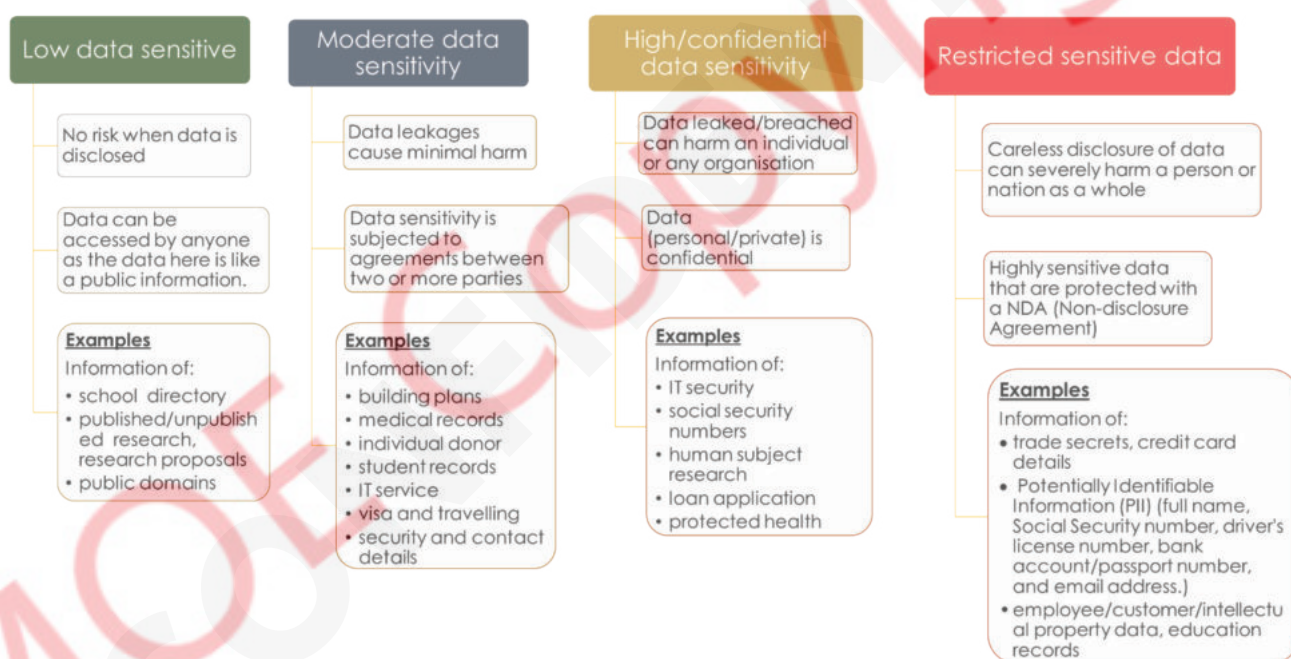 Low data sensitive
No risk when data is
disclosed
Data can be
accessed by anyone
as the data here is like
a public information.
Examples
Information of:
• school directory
• published/unpublish
ed research,
research proposals
• public domains
Moderate data
sensitivity
Data leakages
cause minimal harm
Data sensitivity is
subjected to
agreements between
two or more parties
Examples
Information of:
• building plans
• medical records
• individual donor
• student records
• IT service
• visa and travelling
• security and contact
details
High/confidential
data sensitivity
Data leaked/breached
can harm an individual
or any organisation
Data
(personal/private) is
confidential
Examples
Information of:
• IT security
• social security
numbers
• human subject
research
• loan application
• protected health
Restricted sensitive data
Careless disclosure of data
can severely harm a person or
nation as a whole
Highly sensitive data
that are protected with
a NDA (Non-disclosure
Agreement)
Examples
Information of:
• trade secrets, credit card
details
• Potentially Identifiable
Information (PII) (full name,
Social Security number, driver's
license number, bank
account/passport number,
and email address.)
• employee/customer/intellectu
al property data, education
records